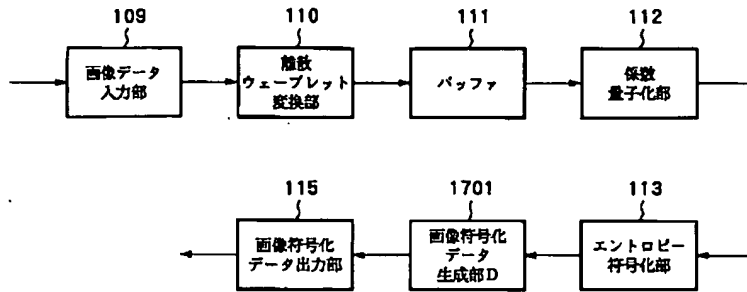 109
110
111
112
画像データ
入力部
離散
ウェーブレット
変換部
バッファ
係数
量子化部
115
1701
113
画像符号化
データ出力部
画像符号化
データ
生成部D
エントロピー
符号化部